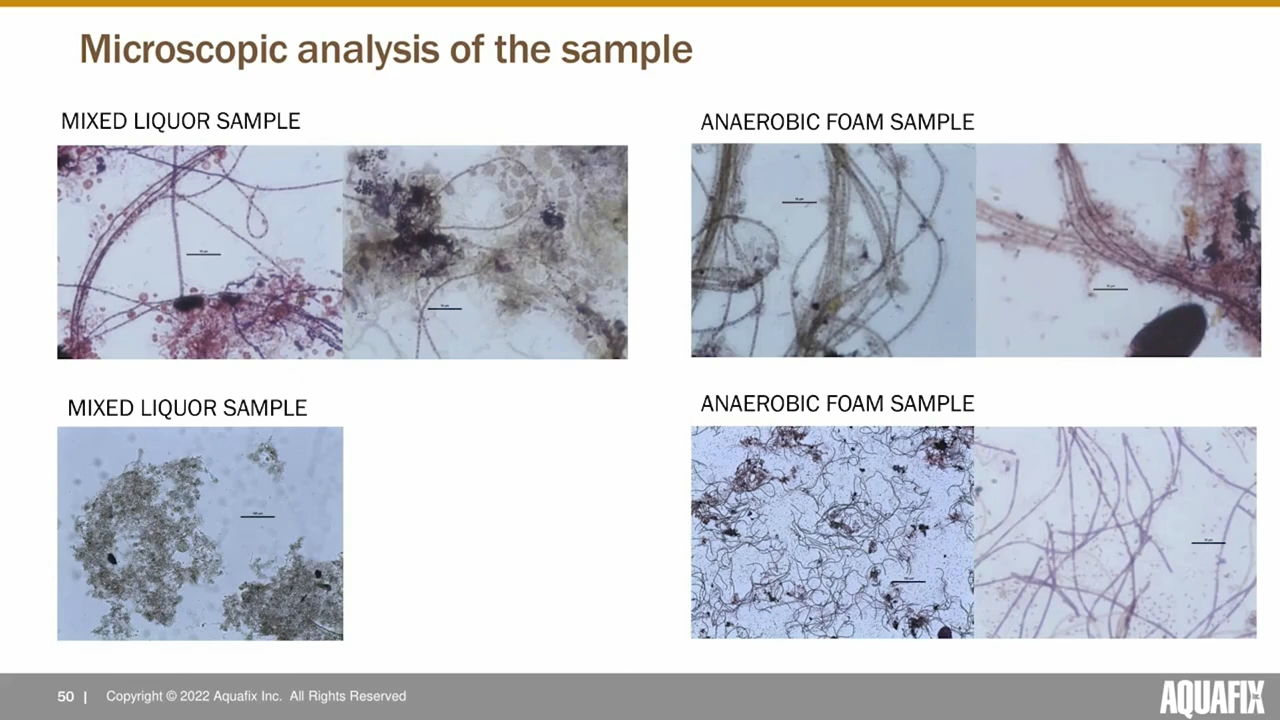 Microscopic analysis of the sample
MIXED LIQUOR SAMPLE
ANAEROBIC FOAM SAMPLE
MIXED LIQUOR SAMPLE
ANAEROBIC FOAM SAMPLE
50 | Copyright © 2022 Aquafix Inc. All Rights Reserved
AQUAFIX